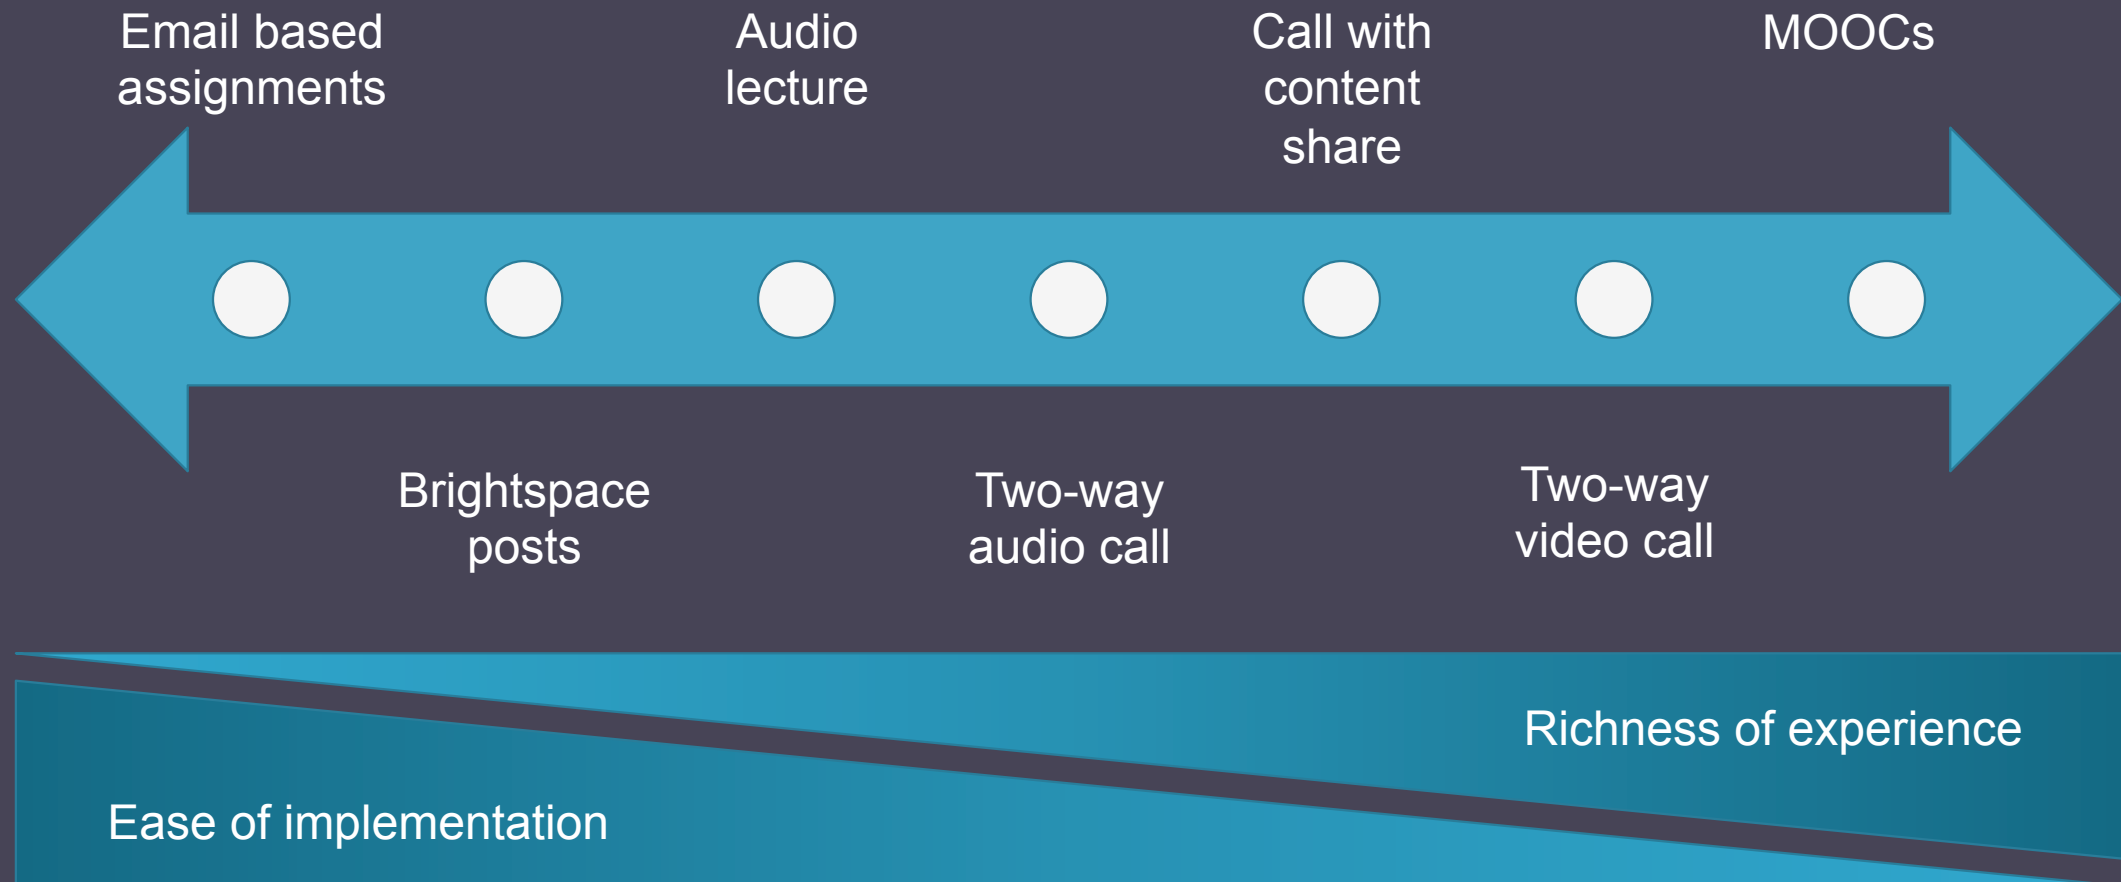 Email based
assignments
Audio
lecture
Call with
content
share
MOOCs
Brightspace
posts
Two-way
audio call
Two-way
video call
Richness of experience
Ease of implementation